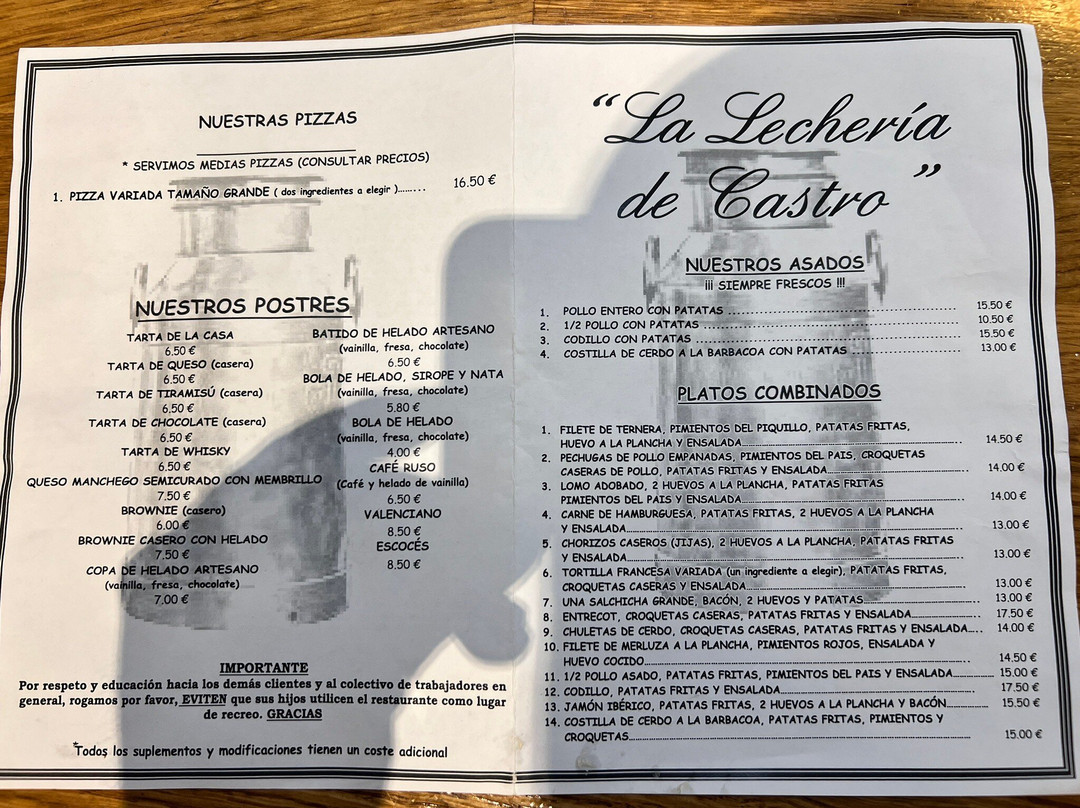 NUESTRAS PIZZAS
* SERVIMOS MEDIAS PIZZAS (CONSULTAR PRECIOS)
1. PIZZA VARIADA TAMAÑO GRANDE ( dos ingredientes a elegir )........ 16.50 €
NUESTROS POSTRES
TARTA DE LA CASA
6.50 €
TARTA DE QUESO (casera)
6.50 €
TARTA DE TIRAMISÚ (casera)
6.50 €
TARTA DE CHOCOLATE (casera)
6.50 €
TARTA DE WHISKY
6.50 €
QUESO MANCHEGO SEMICURADO CON MEMBRILLO
7.50 €
BROWNIE (casero)
6.00 €
BROWNIE CASERO CON HELADO
7.50 €
COPA DE HELADO ARTESANO
(vainilla, fresa, chocolate)
7.00 €
BATIDO DE HELADO ARTESANO
(vainilla, fresa, chocolate)
6.50 €
BOLA DE HELADO, SIROPE Y NATA
(vainilla, fresa, chocolate)
5.80 €
BOLA DE HELADO
(vainilla, fresa, chocolate)
4.00 €
CAFÉ RUSO
(Café y helado de vainilla)
6.50 €
VALENCIANO
8.50 €
ESCOCÉS
8.50 €
IMPORTANTE
Por respeto y educación hacia los demás clientes y al colectivo de trabajadores en
general, rogamos por favor, EVITEN que sus hijos utilicen el restaurante como lugar
de recreo. GRACIAS
*Todos los suplementos y modificaciones tienen un coste adicional
“La Lechería
de Castro”
NUESTROS ASADOS
¡¡¡ SIEMPRE FRESCOS !!!
1. POLLO ENTERO CON PATATAS ........ 15.50 €
2. 1/2 POLLO CON PATATAS ........ 10.50 €
3. CODILLO CON PATATAS ........ 15.50 €
4. COSTILLA DE CERDO A LA BARBACOA CON PATATAS ........ 13.00 €
PLATOS COMBINADOS
1. FILETE DE TERNERA, PIMIENTOS DEL PIQUILLO, PATATAS FRITAS,
HUEVO A LA PLANCHA Y ENSALADA........ 14.50 €
2. PECHUGAS DE POLLO EMPANADAS, PIMIENTOS DEL PAIS, CROQUETAS
CASERAS DE POLLO, PATATAS FRITAS Y ENSALADA........ 14.00 €
3. LOMO ADOBADO, 2 HUEVOS A LA PLANCHA, PATATAS FRITAS
PIMIENTOS DEL PAIS Y ENSALADA........ 14.00 €
4. CARNE DE HAMBURGUESA, PATATAS FRITAS, 2 HUEVOS A LA PLANCHA
Y ENSALADA........ 13.00 €
5. CHORIZOS CASEROS (JIJAS), 2 HUEVOS A LA PLANCHA, PATATAS FRITAS
Y ENSALADA........ 13.00 €
6. TORTILLA FRANCESA VARIADA (un ingrediente a elegir), PATATAS FRITAS,
CROQUETAS CASERAS Y ENSALADA........ 13.00 €
7. UNA SALCHICHA GRANDE, BACÓN, 2 HUEVOS Y PATATAS........ 13.00 €
8. ENTRECOT, CROQUETAS CASERAS, PATATAS FRITAS Y ENSALADA........ 17.50 €
9. CHULETAS DE CERDO, CROQUETAS CASERAS, PATATAS FRITAS Y ENSALADA..... 14.00 €
10. FILETE DE MERLUZA A LA PLANCHA, PIMIENTOS ROJOS, ENSALADA Y
HUEVO COCIDO........ 14.50 €
11. 1/2 POLLO ASADO, PATATAS FRITAS, PIMIENTOS DEL PAIS Y ENSALADA........ 15.00 €
12. CODILLO, PATATAS FRITAS Y ENSALADA........ 17.50 €
13. JAMÓN IBÉRICO, PATATAS FRITAS, 2 HUEVOS A LA PLANCHA Y BACÓN........ 15.50 €
14. COSTILLA DE CERDO A LA BARBACOA, PATATAS FRITAS, PIMIENTOS Y
CROQUETAS........ 15.00 €